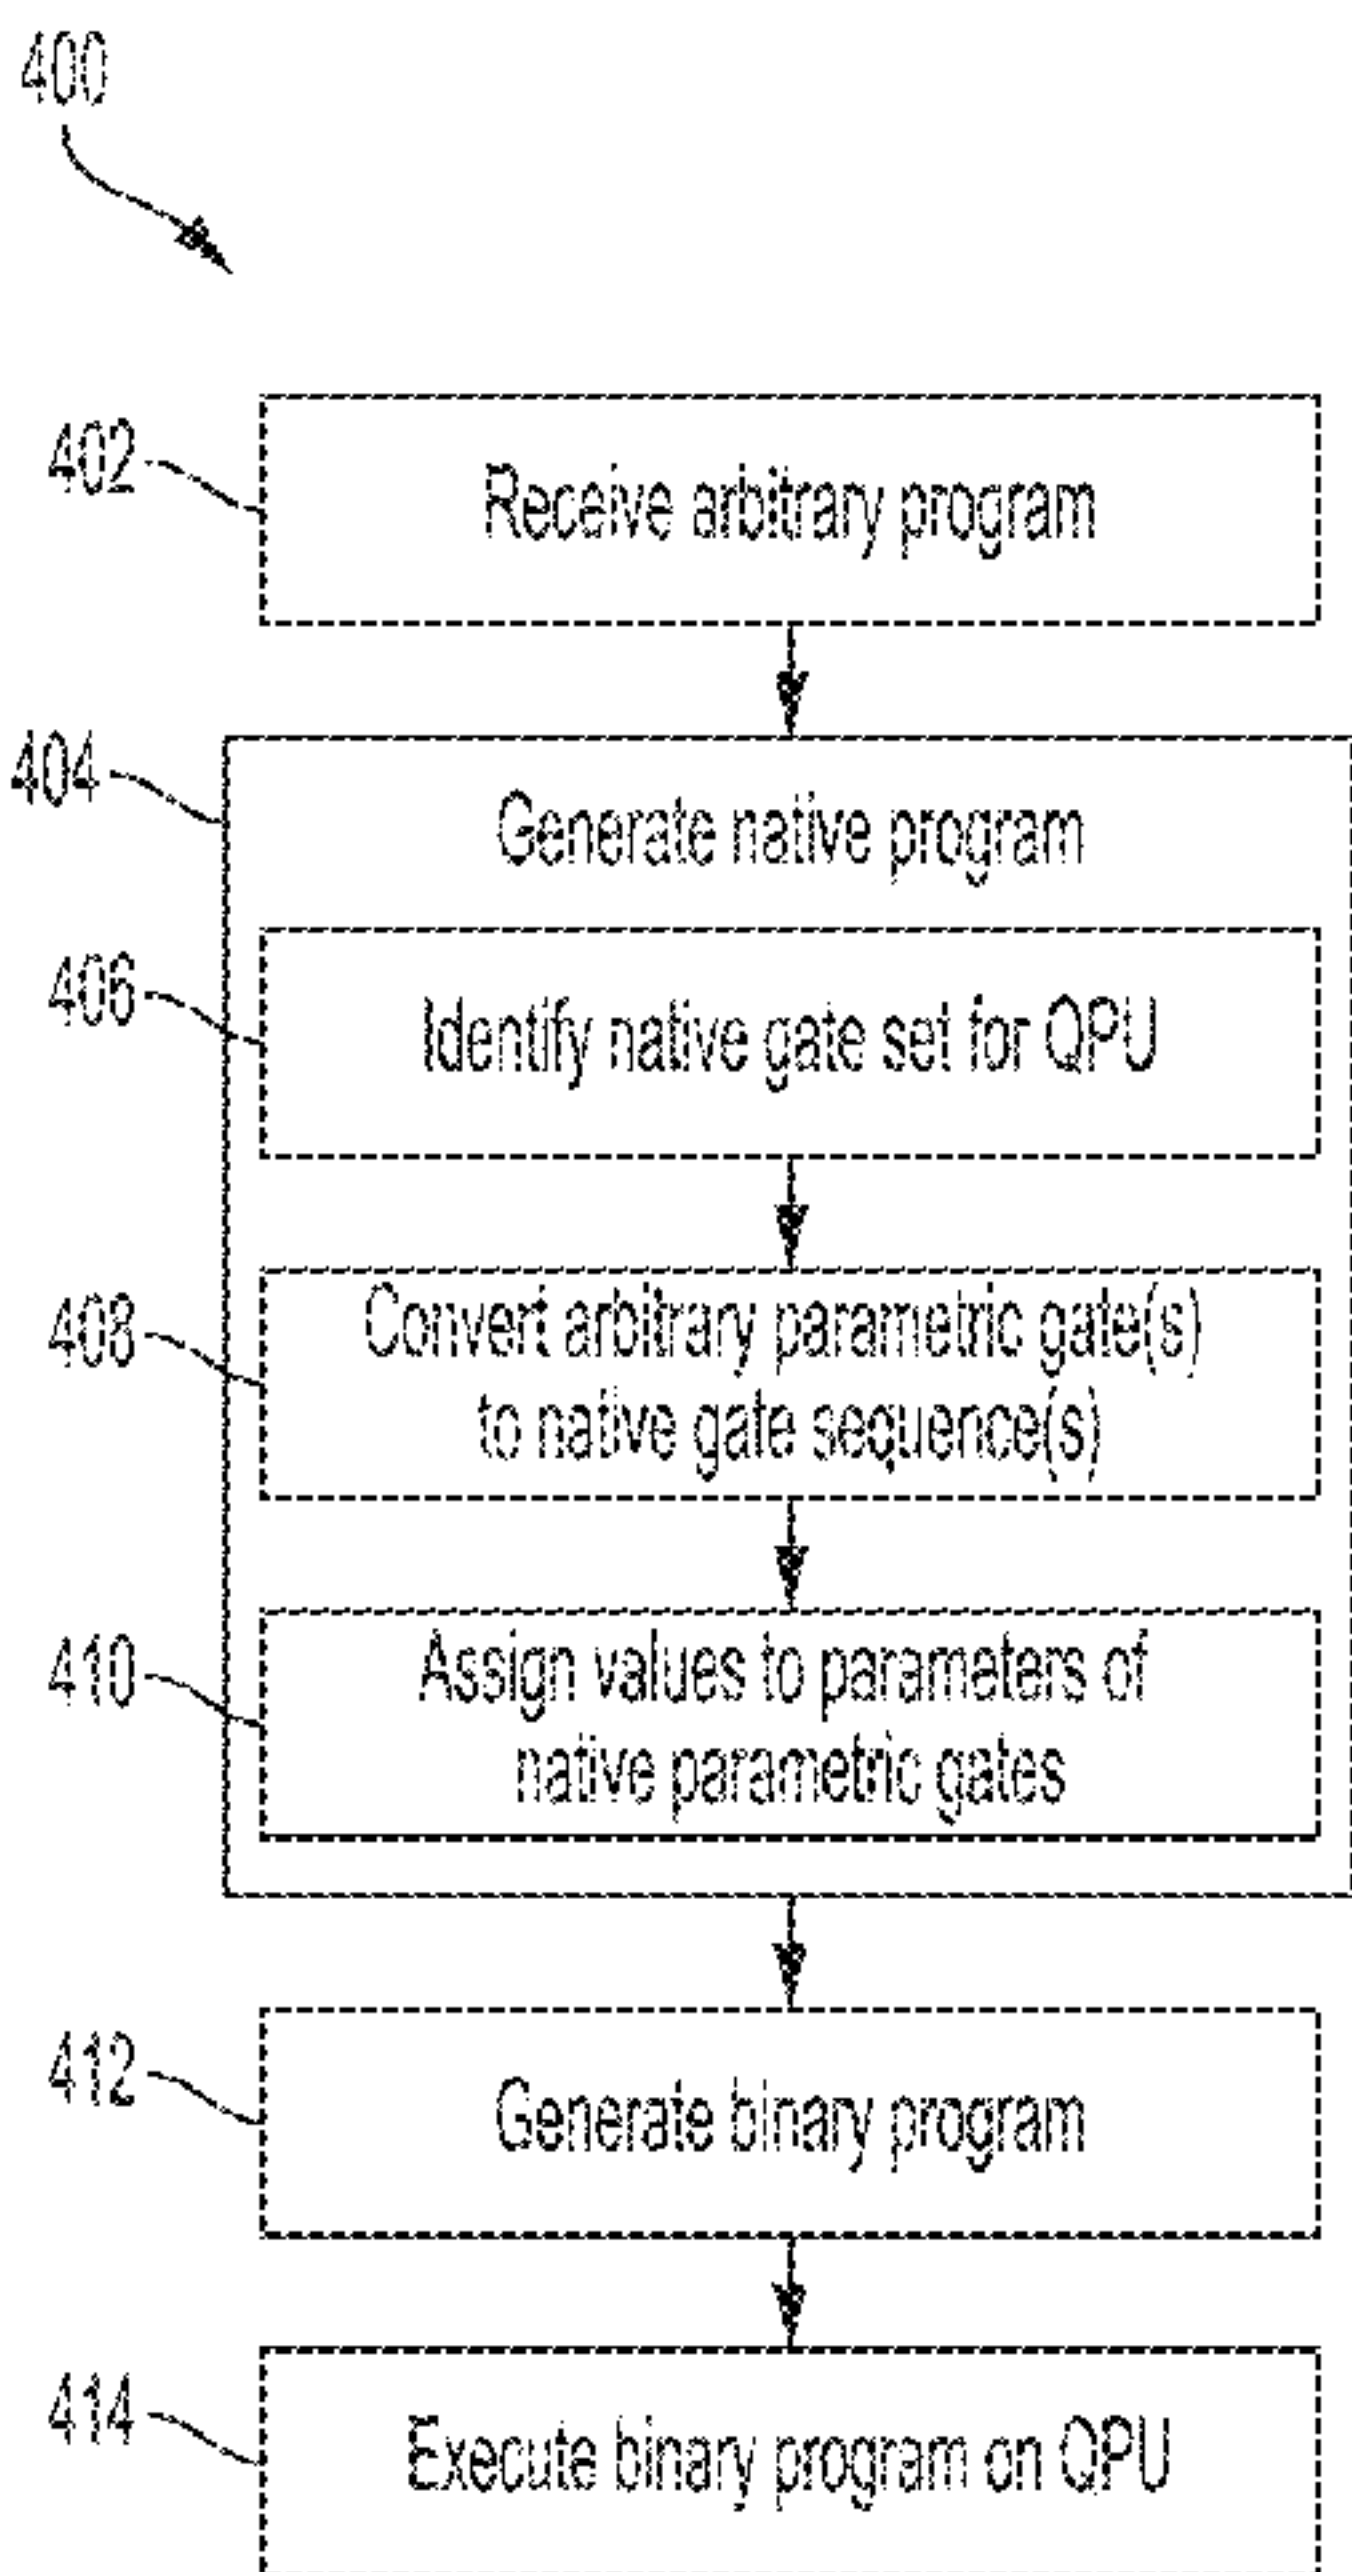 400
402
Receive arbitrary program
404
Generate native program
406
Identify native gate set for QPU
408
Convert arbitrary parametric gate(s)
to native gate sequence(s)
410
Assign values to parameters of
native parametric gates
412
Generate binary program
414
Execute binary program on QPU